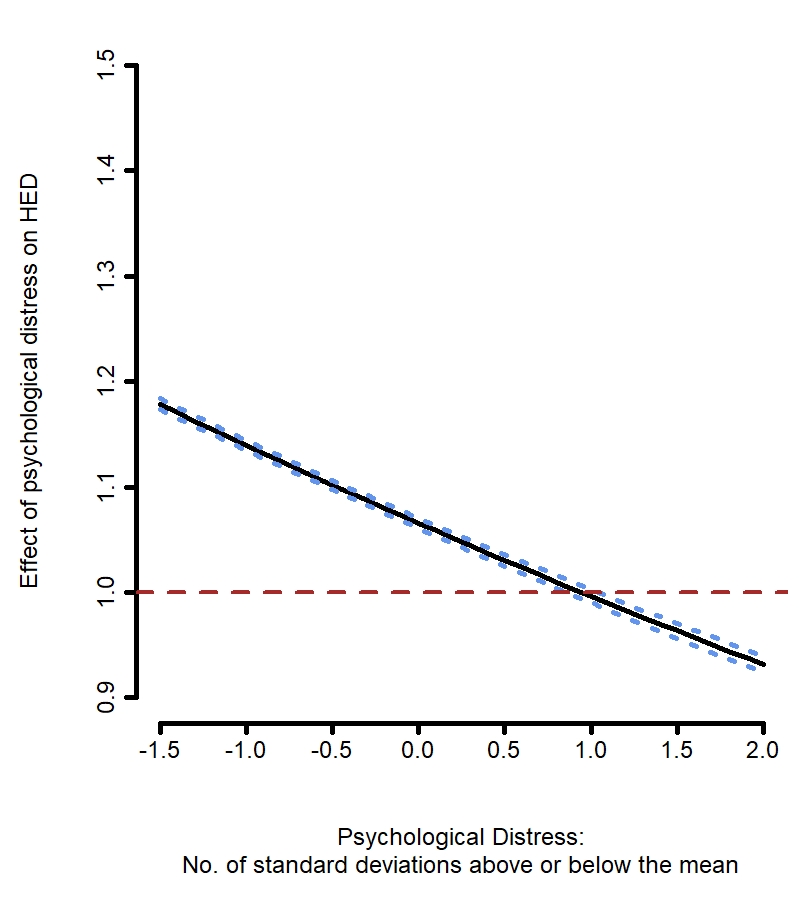 Effect of psychological distress on HED
1.5
1.4
1.3
1.2
1.1
1.0
0.9
-1.5 -1.0 -0.5 0.0 0.5 1.0 1.5 2.0
Psychological Distress:
No. of standard deviations above or below the mean